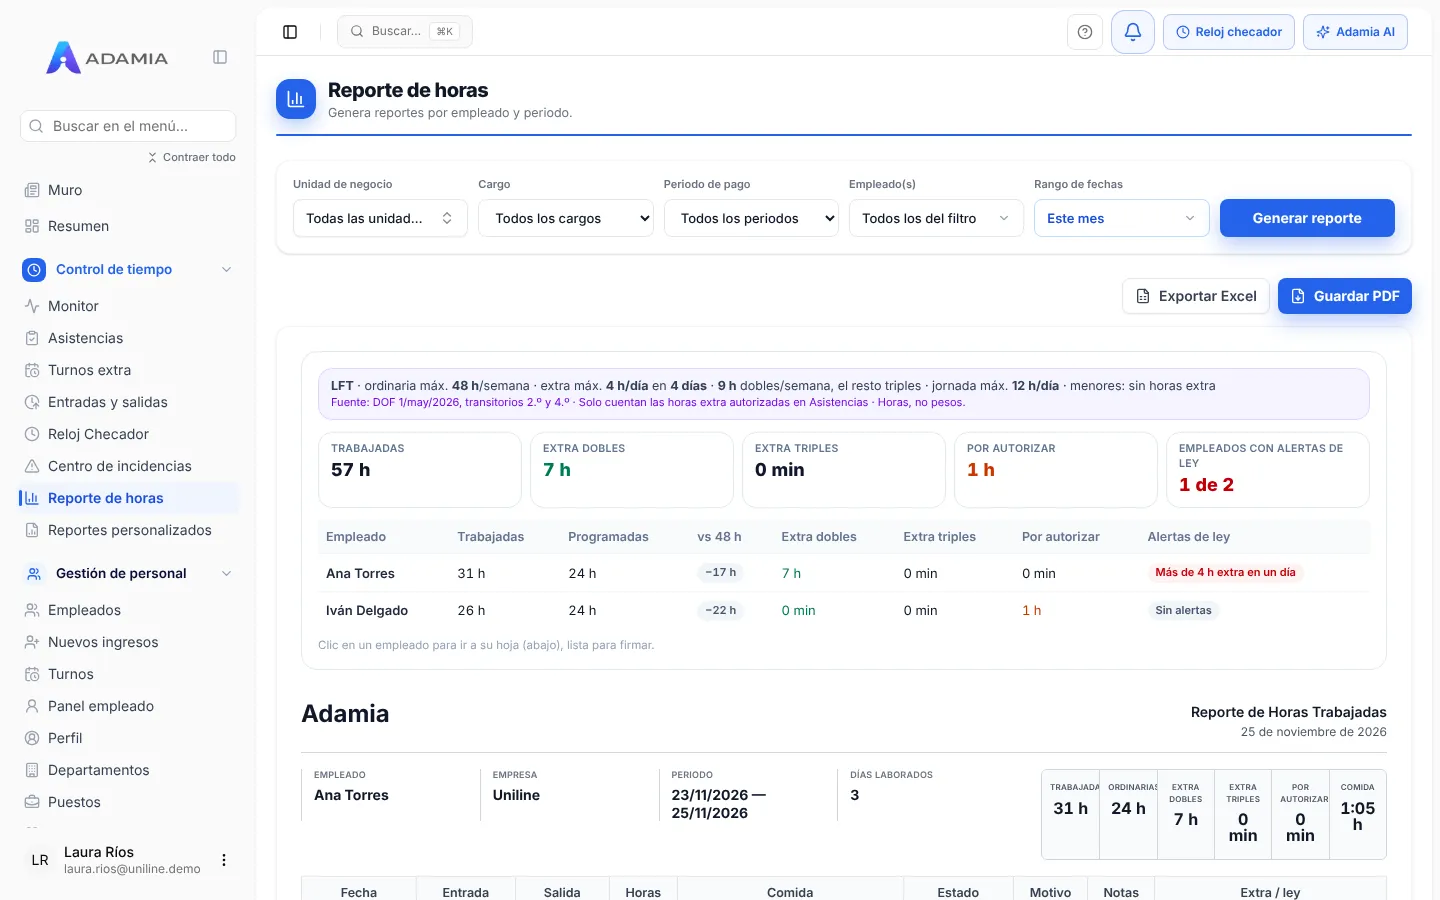 ADAMIA
Buscar en el menú...
Contraer todo
Muro
Resumen
Control de tiempo
Monitor
Asistencias
Turnos extra
Entradas y salidas
Reloj Checador
Centro de incidencias
Reporte de horas
Reportes personalizados
Gestión de personal
Empleados
Nuevos ingresos
Turnos
Panel empleado
Perfil
Departamentos
Puestos
LR
Laura Ríos
laura.rios@uniline.demo
Buscar... ⌘K
Reloj checador
Adamia AI
Reporte de horas
Genera reportes por empleado y periodo.
Unidad de negocio
Todas las unidad...
Cargo
Todos los cargos
Periodo de pago
Todos los periodos
Empleado(s)
Todos los del filtro
Rango de fechas
Este mes
Generar reporte
Exportar Excel
Guardar PDF
LFT · ordinaria máx. 48 h/semana · extra máx. 4 h/día en 4 días · 9 h dobles/semana, el resto triples · jornada máx. 12 h/día · menores: sin horas extra
Fuente: DOF 1/may/2026, transitorios 2.º y 4.º · Solo cuentan las horas extra autorizadas en Asistencias · Horas, no pesos.
TRABAJADAS
57 h
EXTRA DOBLES
7 h
EXTRA TRIPLES
0 min
POR AUTORIZAR
1 h
EMPLEADOS CON ALERTAS DE
LEY
1 de 2
Empleado Trabajadas Programadas vs 48 h Extra dobles Extra triples Por autorizar Alertas de ley
Ana Torres 31 h 24 h −17 h 7 h 0 min 0 min Más de 4 h extra en un día
Iván Delgado 26 h 24 h −22 h 0 min 0 min 1 h Sin alertas
Clic en un empleado para ir a su hoja (abajo), lista para firmar.
Adamia
Reporte de Horas Trabajadas
25 de noviembre de 2026
EMPLEADO
Ana Torres
EMPRESA
Uniline
PERIODO
23/11/2026 —
25/11/2026
DÍAS LABORADOS
3
TRABAJADA
31 h
ORDINARIAS
24 h
EXTRA
DOBLES
7 h
EXTRA
TRIPLES
0
min
POR
AUTORIZAR
0
min
COMIDA
1:05
h
Fecha Entrada Salida Horas Comida Estado Motivo Notas Extra / ley